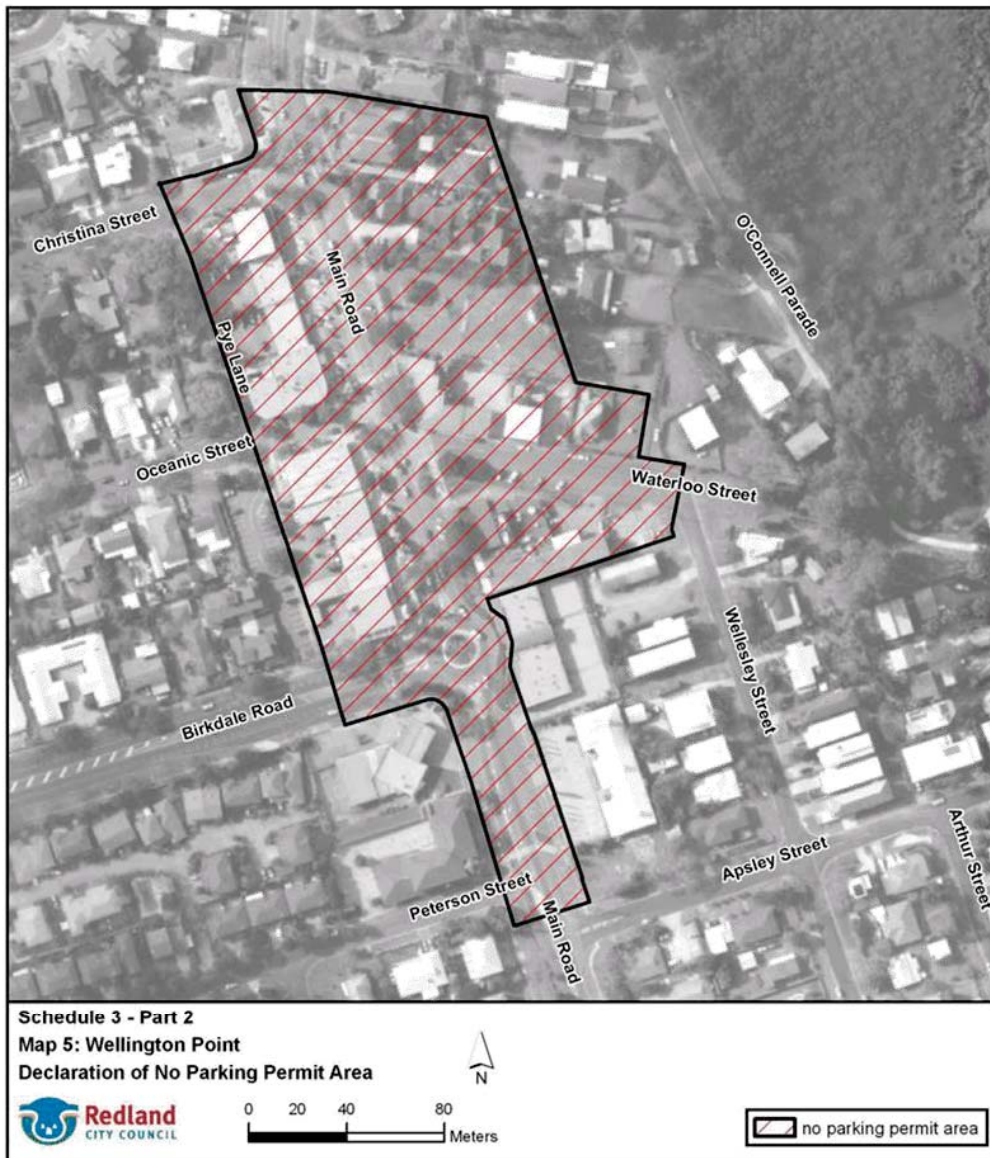 Christina Street
Main Road
O'Connell Parade
Pye Lane
Oceanic Street
Waterloo Street
Wellesley Street
Birkdale Road
Apsley Street
Arthur Street
Peterson Street
Main Road
Schedule 3 - Part 2
Map 5: Wellington Point
Declaration of No Parking Permit Area
N
Redland
CITY COUNCIL
0 20 40 80
Meters
no parking permit area